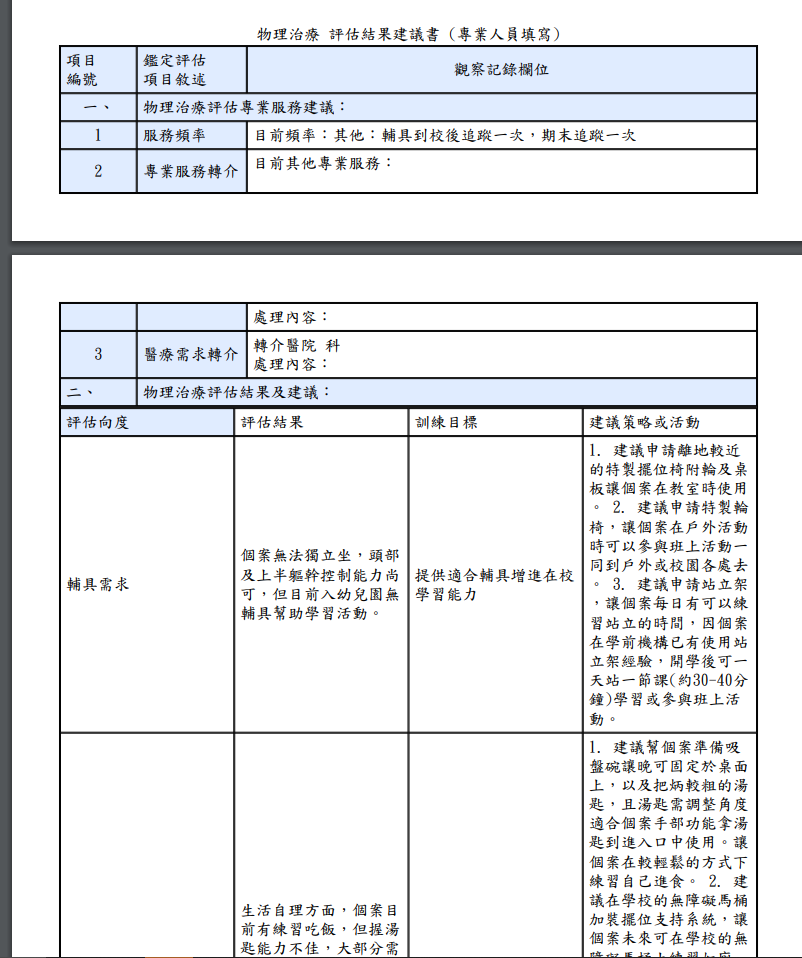 物理治療 評估結果建議書 (專業人員填寫)
項目
編號
鑑定評估
項目敘述
觀察記錄欄位
一、
物理治療評估專業服務建議：
1
服務頻率
目前頻率：其他：輔具到校後追蹤一次，期末追蹤一次
2
專業服務轉介
目前其他專業服務：
處理內容：
3
醫療需求轉介
轉介醫院 科
處理內容：
二、
物理治療評估結果及建議：
評估向度
評估結果
訓練目標
建議策略或活動
輔具需求
個案無法獨立坐，頭部
及上半軀幹控制能力尚
可，但目前入幼兒園無
輔具幫助學習活動。
提供適合輔具增進在校
學習能力
1. 建議申請離地較近
的特製擺位椅附輪及桌
板讓個案在教室時使用
。 2. 建議申請特製輪
椅，讓個案在戶外活動
時可以參與班上活動一
同到戶外或校園各處去
。 3. 建議申請站立架
，讓個案每日有可以練
習站立的時間，因個案
在學前機構已有使用站
立架經驗，開學後可一
天站一節課(約30-40分
鐘)學習或參與班上活
動。
生活自理方面，個案目
前有練習吃飯，但握湯
匙能力不佳，大部分需
1. 建議幫個案準備吸
盤碗讓晚可固定於桌面
上，以及把炳較粗的湯
匙，且湯匙需調整角度
適合個案手部功能拿湯
匙到進入口中使用。讓
個案在較輕鬆的方式下
練習自己進食。 2. 建
議在學校的無障礙馬桶
加裝擺位支持系統，讓
個案未來可在學校的無